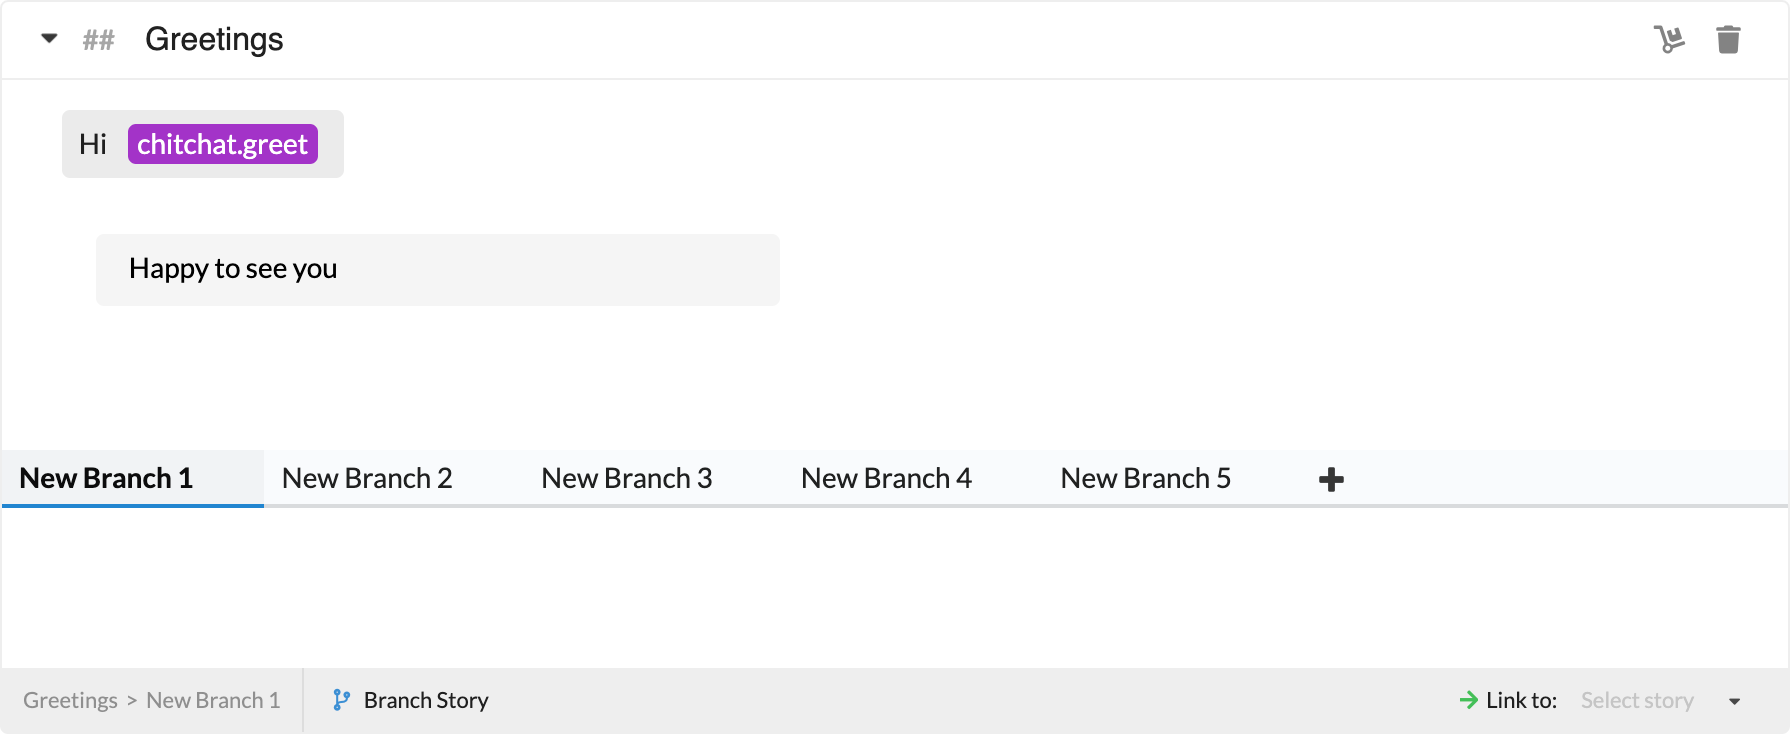 ## Greetings
Hi chitchat.greet
Happy to see you
New Branch 1 New Branch 2 New Branch 3 New Branch 4 New Branch 5
Greetings > New Branch 1 Branch Story Link to: Select story